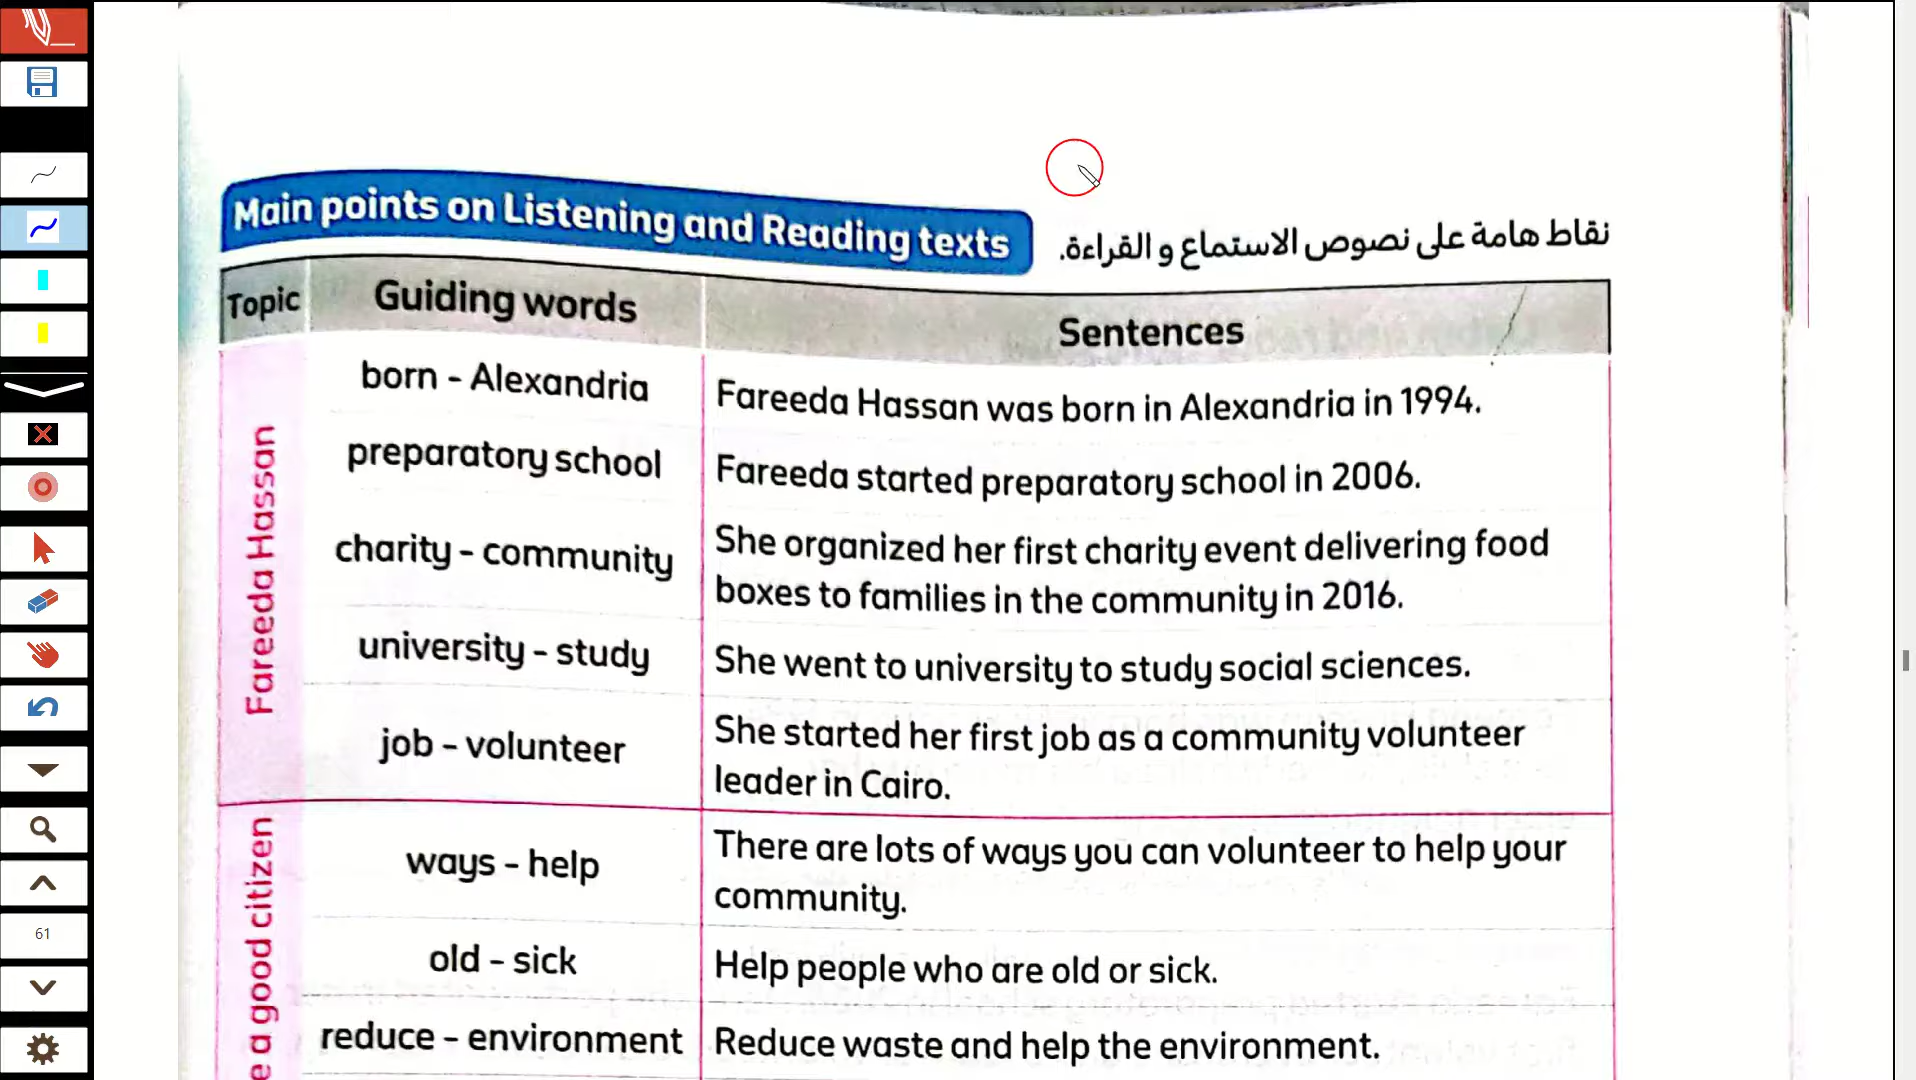 Main points on Listening and Reading texts
نقاط هامة على نصوص الاستماع و القراءة.
Topic Guiding words Sentences
Fareeda Hassan
born - Alexandria Fareeda Hassan was born in Alexandria in 1994.
preparatory school Fareeda started preparatory school in 2006.
charity - community She organized her first charity event delivering food
boxes to families in the community in 2016.
university - study She went to university to study social sciences.
job - volunteer She started her first job as a community volunteer
leader in Cairo.
e a good citizen
ways - help There are lots of ways you can volunteer to help your
community.
old - sick Help people who are old or sick.
reduce - environment Reduce waste and help the environment.
61